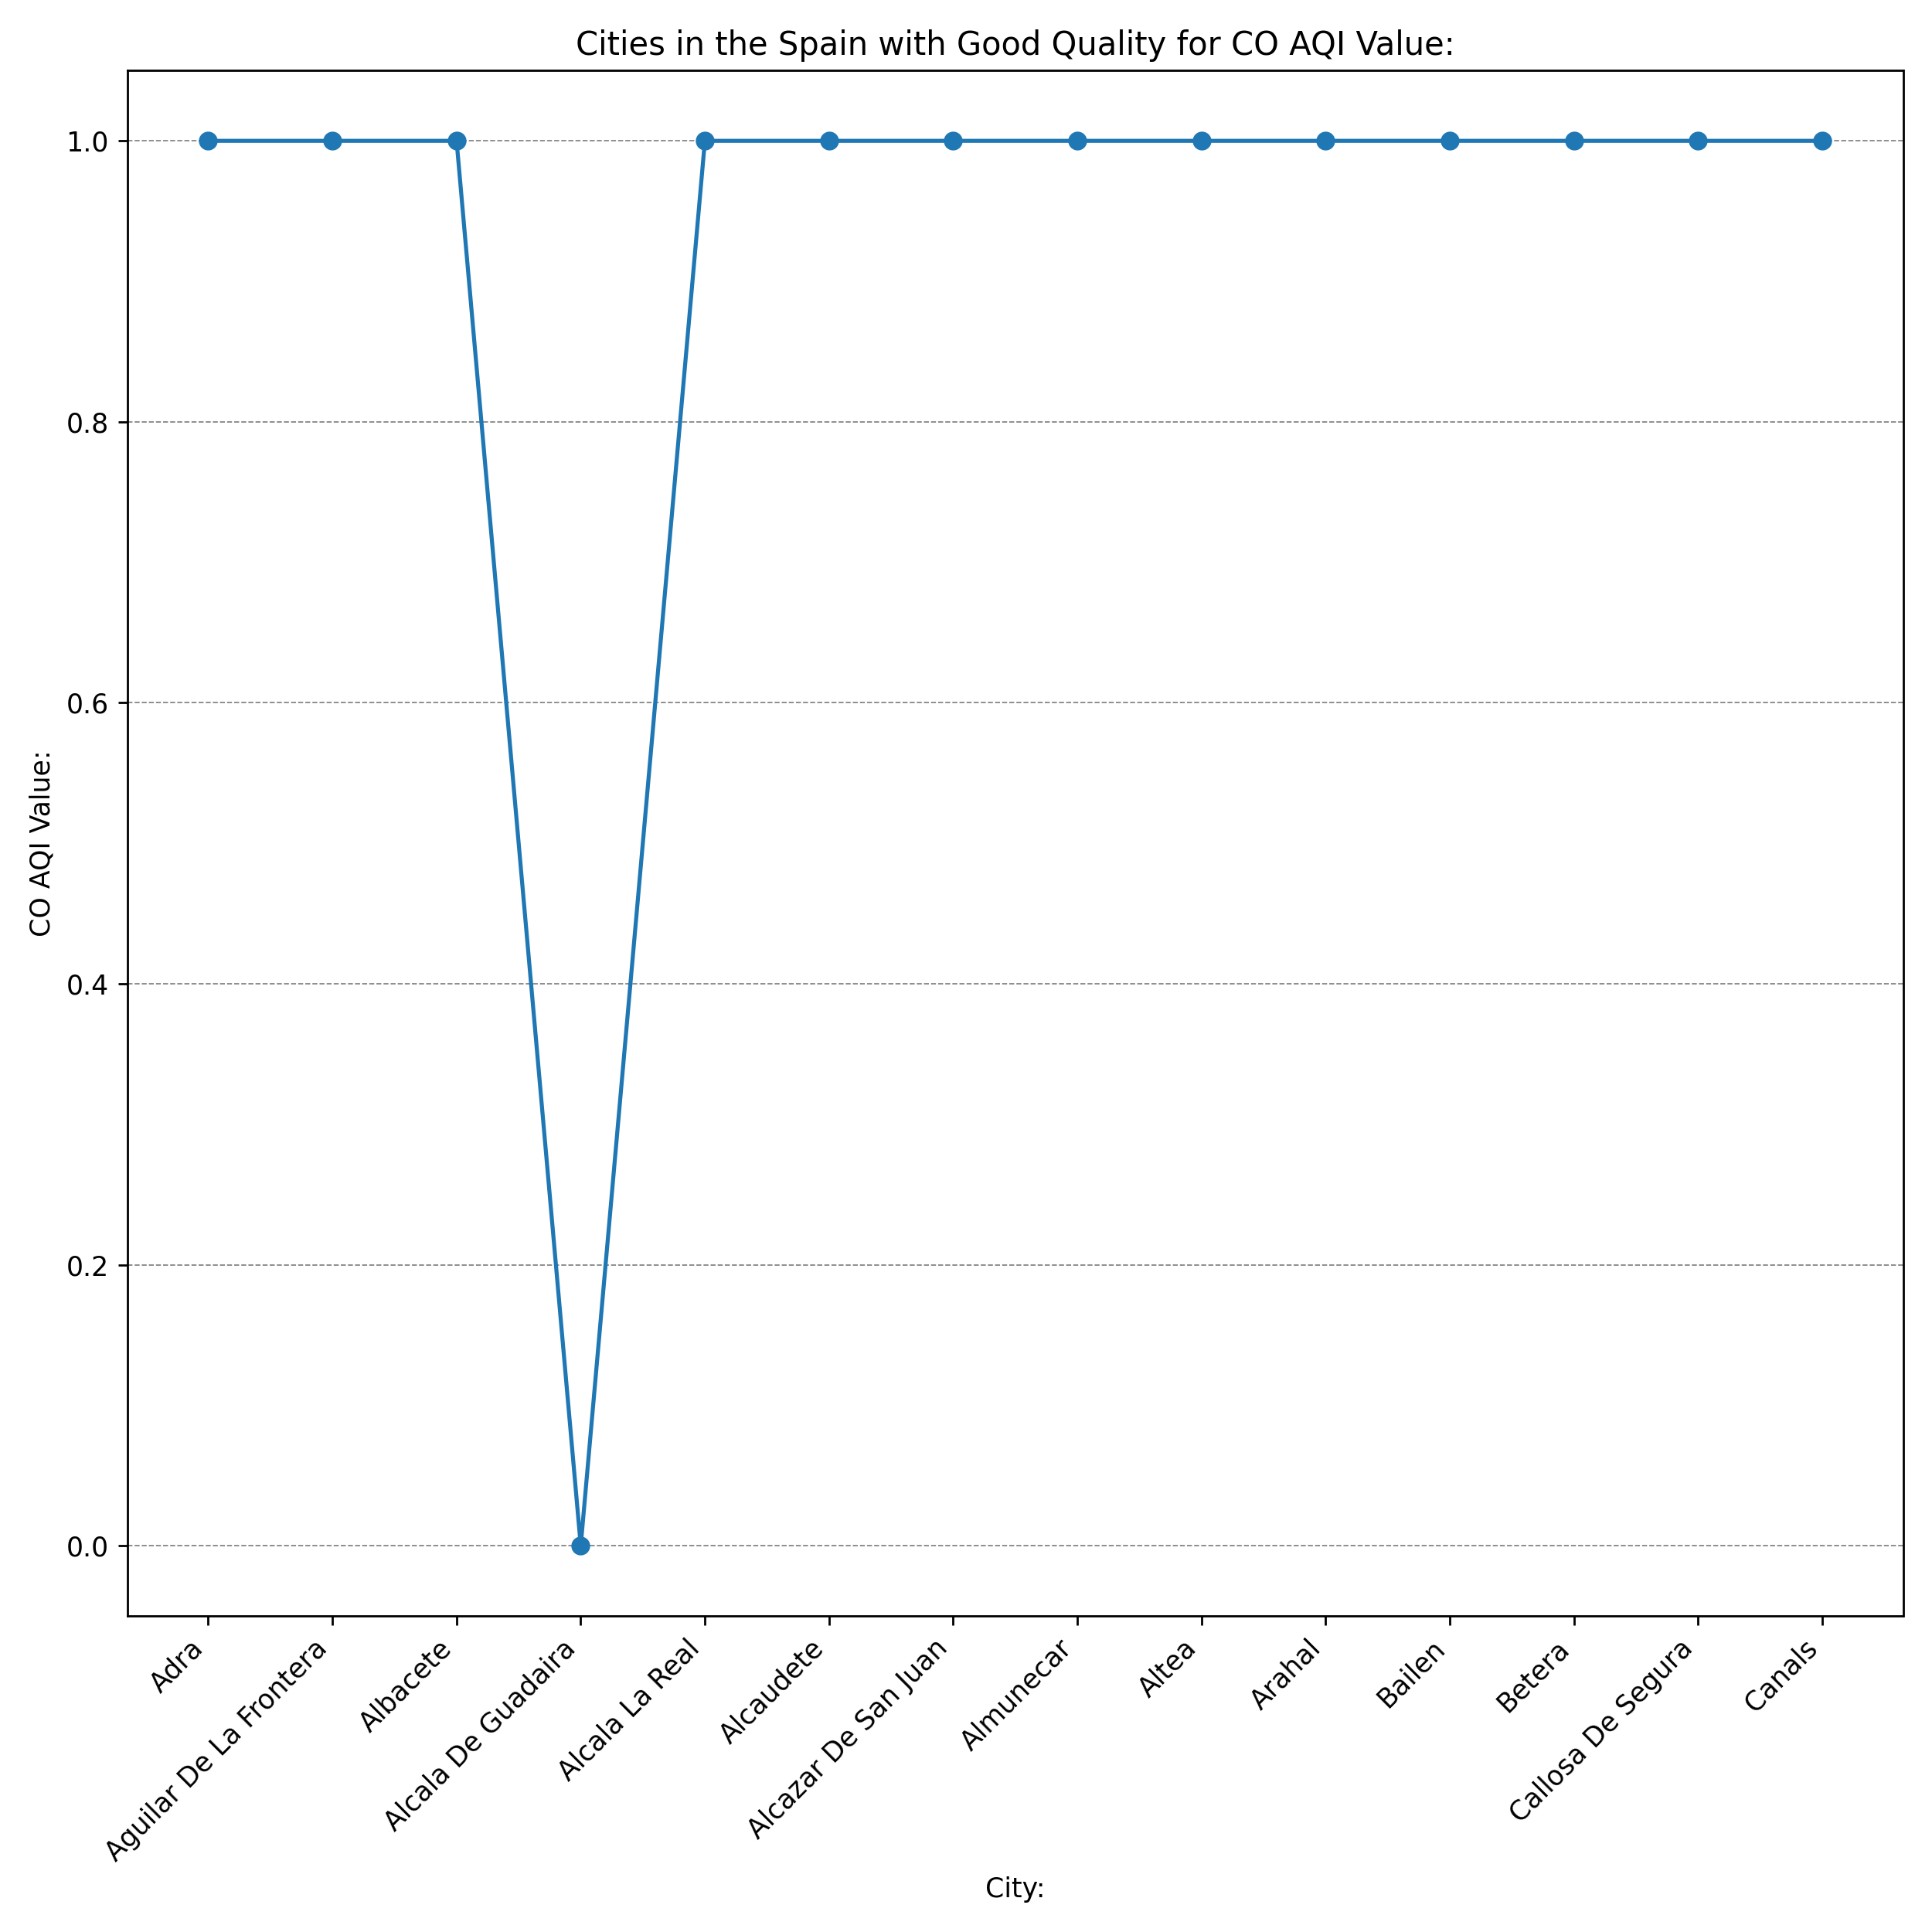 Cities in the Spain with Good Quality for CO AQI Value:
CO AQI Value:
1.0
0.8
0.6
0.4
0.2
0.0
Adra
Aguilar De La Frontera
Albacete
Alcala De Guadaira
Alcala La Real
Alcaudete
Alcazar De San Juan
Almunecar
Altea
Arahal
Bailen
Betera
Callosa De Segura
Canals
City: